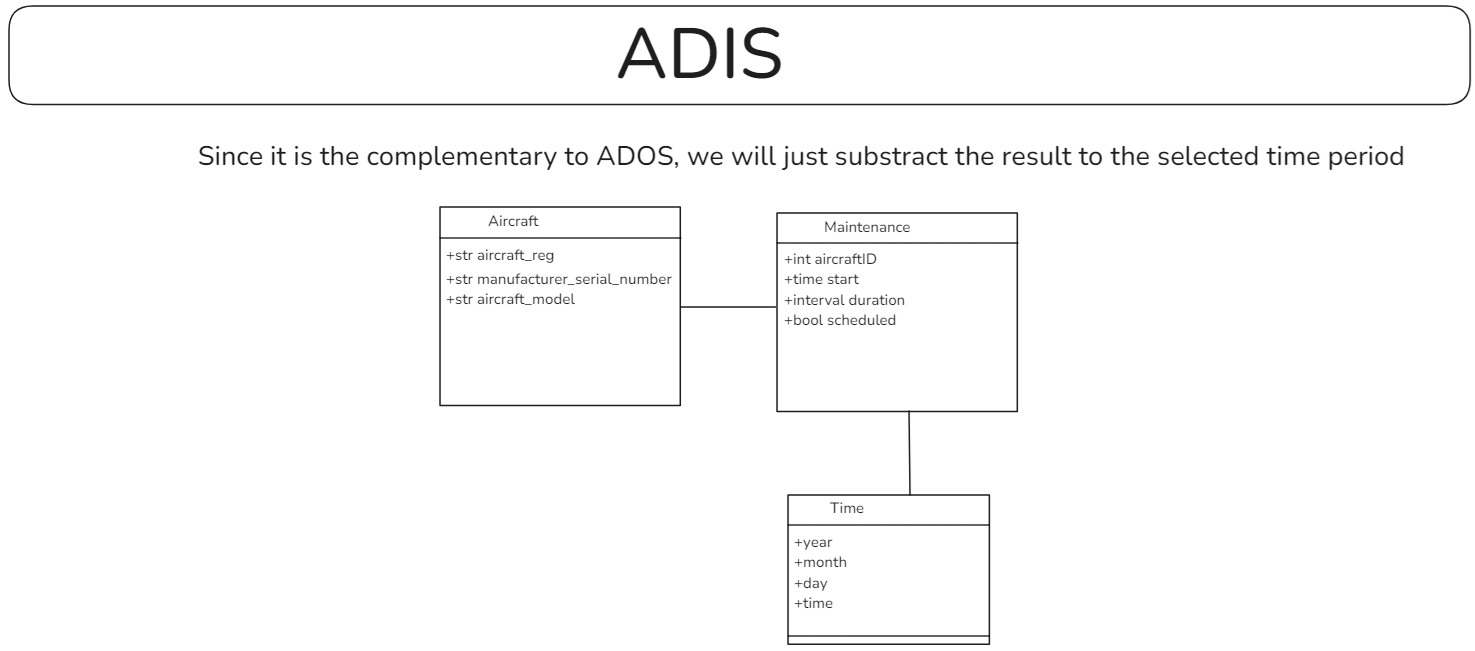 ADIS
Since it is the complementary to ADOS, we will just substract the result to the selected time period
Aircraft
+str aircraft_reg
+str manufacturer_serial_number
+str aircraft_model
Maintenance
+int aircraftID
+time start
+interval duration
+bool scheduled
Time
+year
+month
+day
+time